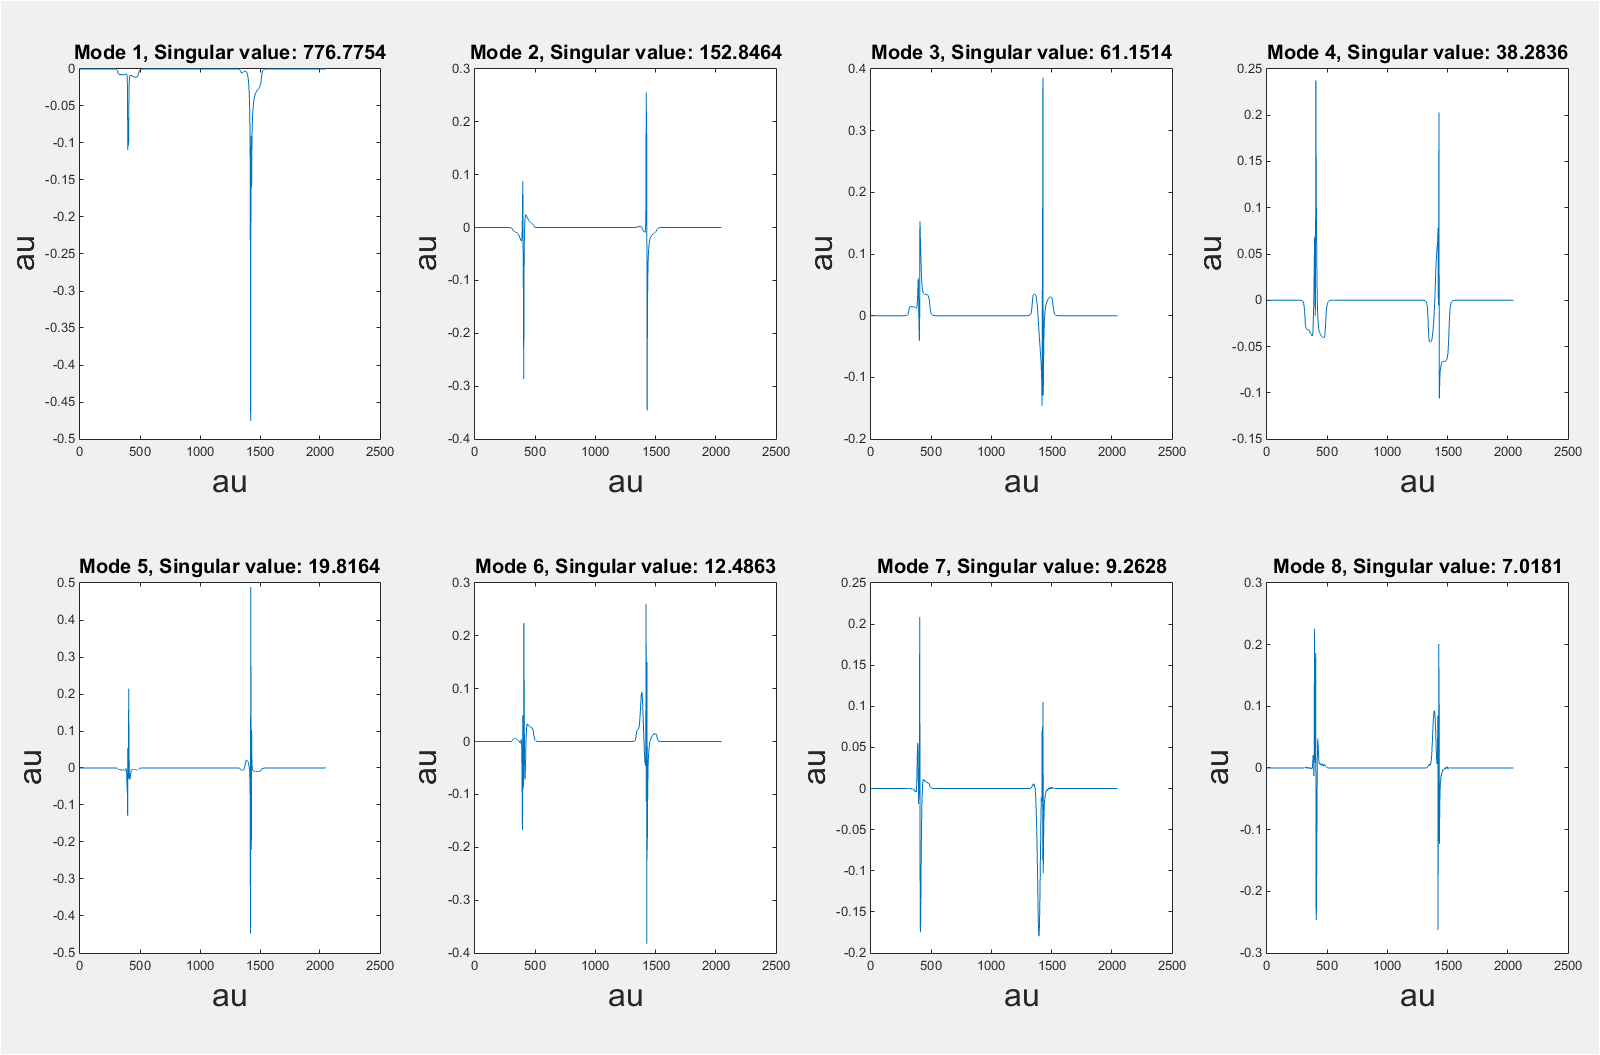 Mode 1, Singular value: 776.7754
0
-0.05
-0.1
-0.15
-0.2
-0.25
-0.3
-0.35
-0.4
-0.45
-0.5
au
0 500 1000 1500 2000 2500
au
Mode 2, Singular value: 152.8464
0.3
0.2
0.1
0
-0.1
-0.2
-0.3
-0.4
au
0 500 1000 1500 2000 2500
au
Mode 3, Singular value: 61.1514
0.4
0.3
0.2
0.1
0
-0.1
-0.2
au
0 500 1000 1500 2000 2500
au
Mode 4, Singular value: 38.2836
0.25
0.2
0.15
0.1
0.05
0
-0.05
-0.1
-0.15
au
0 500 1000 1500 2000 2500
au
Mode 5, Singular value: 19.8164
0.5
0.4
0.3
0.2
0.1
0
-0.1
-0.2
-0.3
-0.4
-0.5
au
0 500 1000 1500 2000 2500
au
Mode 6, Singular value: 12.4863
0.3
0.2
0.1
0
-0.1
-0.2
-0.3
-0.4
au
0 500 1000 1500 2000 2500
au
Mode 7, Singular value: 9.2628
0.25
0.2
0.15
0.1
0.05
0
-0.05
-0.1
-0.15
-0.2
au
0 500 1000 1500 2000 2500
au
Mode 8, Singular value: 7.0181
0.3
0.2
0.1
0
-0.1
-0.2
-0.3
au
0 500 1000 1500 2000 2500
au